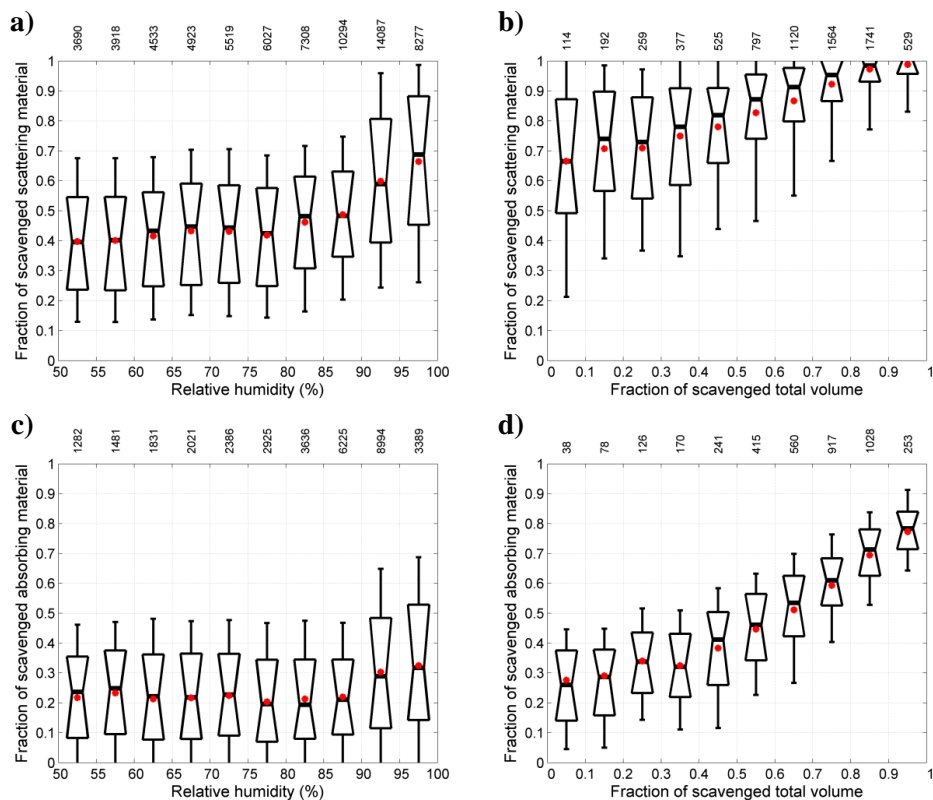 a)
3690 3918 4533 4923 5519 6027 7308 10294 14087 8277
Fraction of scavenged scattering material
1
0.9
0.8
0.7
0.6
0.5
0.4
0.3
0.2
0.1
0
50 55 60 65 70 75 80 85 90 95 100
Relative humidity (%)
b)
114 192 259 377 525 797 1120 1564 1741 529
Fraction of scavenged scattering material
1
0.9
0.8
0.7
0.6
0.5
0.4
0.3
0.2
0.1
0
0 0.1 0.2 0.3 0.4 0.5 0.6 0.7 0.8 0.9 1
Fraction of scavenged total volume
c)
1282 1481 1831 2021 2386 2925 3636 6225 8994 3389
Fraction of scavenged absorbing material
1
0.9
0.8
0.7
0.6
0.5
0.4
0.3
0.2
0.1
0
50 55 60 65 70 75 80 85 90 95 100
Relative humidity (%)
d)
38 78 126 170 241 415 560 917 1028 253
Fraction of scavenged absorbing material
1
0.9
0.8
0.7
0.6
0.5
0.4
0.3
0.2
0.1
0
0 0.1 0.2 0.3 0.4 0.5 0.6 0.7 0.8 0.9 1
Fraction of scavenged total volume